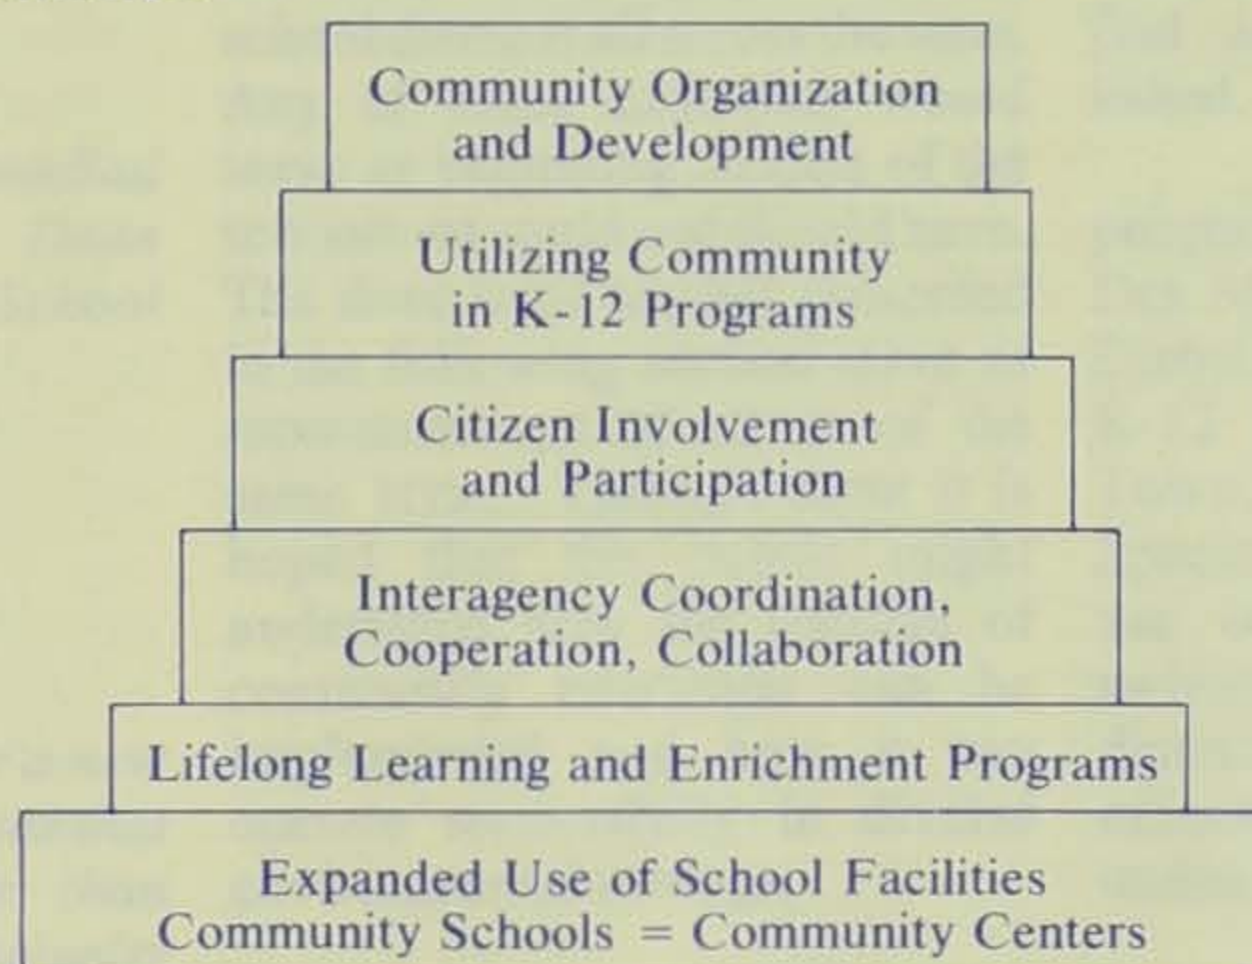 Community Organization
and Development
Utilizing Community
in K-12 Programs
Citizen Involvement
and Participation
Interagency Coordination,
Cooperation, Collaboration
Lifelong Learning and Enrichment Programs
Expanded Use of School Facilities
Community Schools = Community Centers